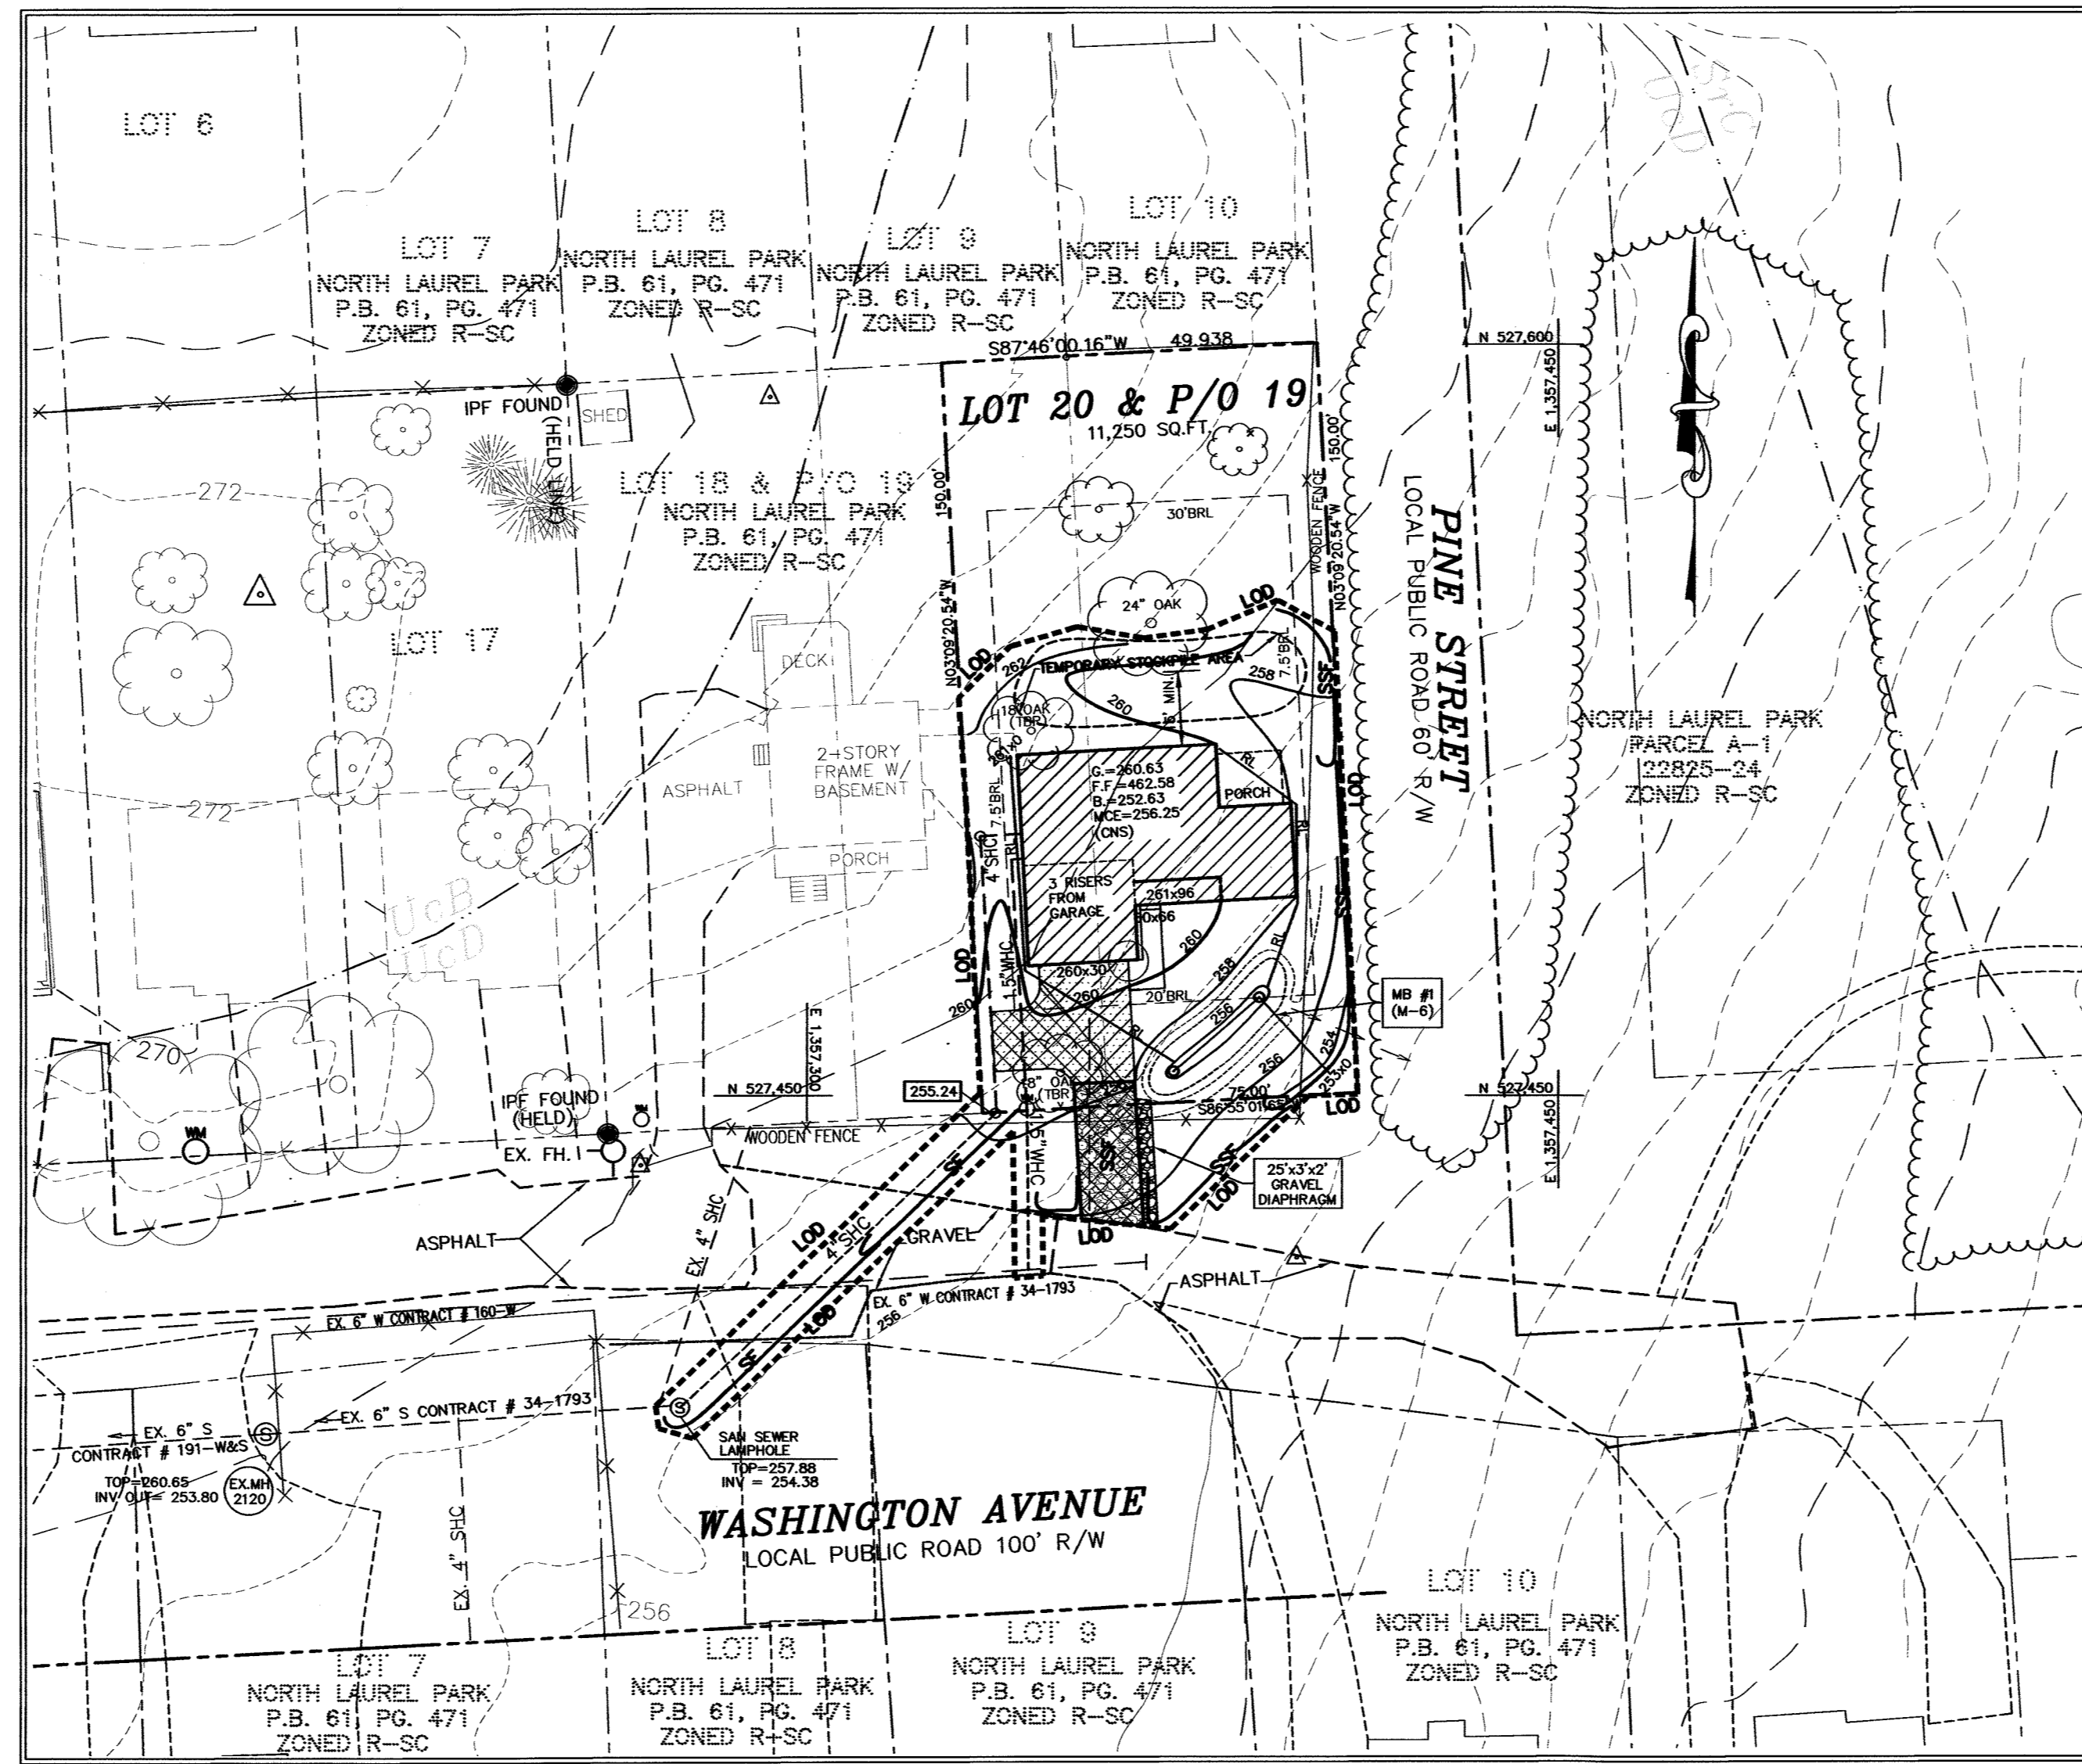 LOT 6
LOT 7
NORTH LAUREL PARK
P.B. 61, PG. 471
ZONED R-SC
LOT 8
NORTH LAUREL PARK
P.B. 61, PG. 471
ZONED R-SC
LOT 9
NORTH LAUREL PARK
P.B. 61, PG. 471
ZONED R-SC
LOT 10
NORTH LAUREL PARK
P.B. 61, PG. 471
ZONED R-SC
SrC
UcD
S87°46'00.16"W 49.938
N 527,600
E 1,357,450
IPF FOUND
(HELD LINE)
SHED
LOT 20 & P/O 19
11,250 SQ.FT.
150.00'
N03°09'20.54"W
150.00'
N03°09'20.54"W
WOODEN FENCE
PINE STREET
LOCAL PUBLIC ROAD 60' R/W
272
LOT 18 & P/O 19
NORTH LAUREL PARK
P.B. 61, PG. 471
ZONED R-SC
30'BRL
LOT 17
24" OAK
LOD
LOD
262
TEMPORARY STOCKPILE AREA
7.5'BRL
258
SSF
260
DECK
18"OAK
(TBR)
261x0
NORTH LAUREL PARK
PARCEL A-1
22825-24
ZONED R-SC
2-STORY
FRAME W/
BASEMENT
ASPHALT
PORCH
272
7.5'BRL
G.=260.63
F.F.=462.58
B.=252.63
MCE=256.25
(CNS)
RL
PORCH
RL
LOD
4"SHC
RL
3 RISERS
FROM
GARAGE
261x96
SSF
UcB
UcD
260
RL
LOD
1.5"WHC
260x30
258
260
260
20'BRL
256
RL
MB #1
(M-6)
254
256
253x0
270
E 1,357,300
N 527,450
255.24
(TBR)
75.00'
LOD
N 527,450
E 1,357,450
IPF FOUND
(HELD)
WM
EX. FH.
WOODEN FENCE
SF
SSF
SSF
LOD
25'x3'x2'
GRAVEL
DIAPHRAGM
EX. 4" SHC
LOD
4"SHC
ASPHALT
GRAVEL
LOD
ASPHALT
EX. 6" W CONTRACT # 160-W
EX. 6" W CONTRACT # 34-1793
256
LOD
SF
EX. 6" S CONTRACT # 34-1793
S
EX. 6" S
CONTRACT # 191-W&S
S
TOP=260.65
INV OUT= 253.80
EX.MH
2120
SAN SEWER
LAMPHOLE
TOP=257.88
INV = 254.38
EX. 4" SHC
WASHINGTON AVENUE
LOCAL PUBLIC ROAD 100' R/W
256
LOT 7
NORTH LAUREL PARK
P.B. 61, PG. 471
ZONED R-SC
LOT 8
NORTH LAUREL PARK
P.B. 61, PG. 471
ZONED R-SC
LOT 9
NORTH LAUREL PARK
P.B. 61, PG. 471
ZONED R-SC
LOT 10
NORTH LAUREL PARK
P.B. 61, PG. 471
ZONED R-SC